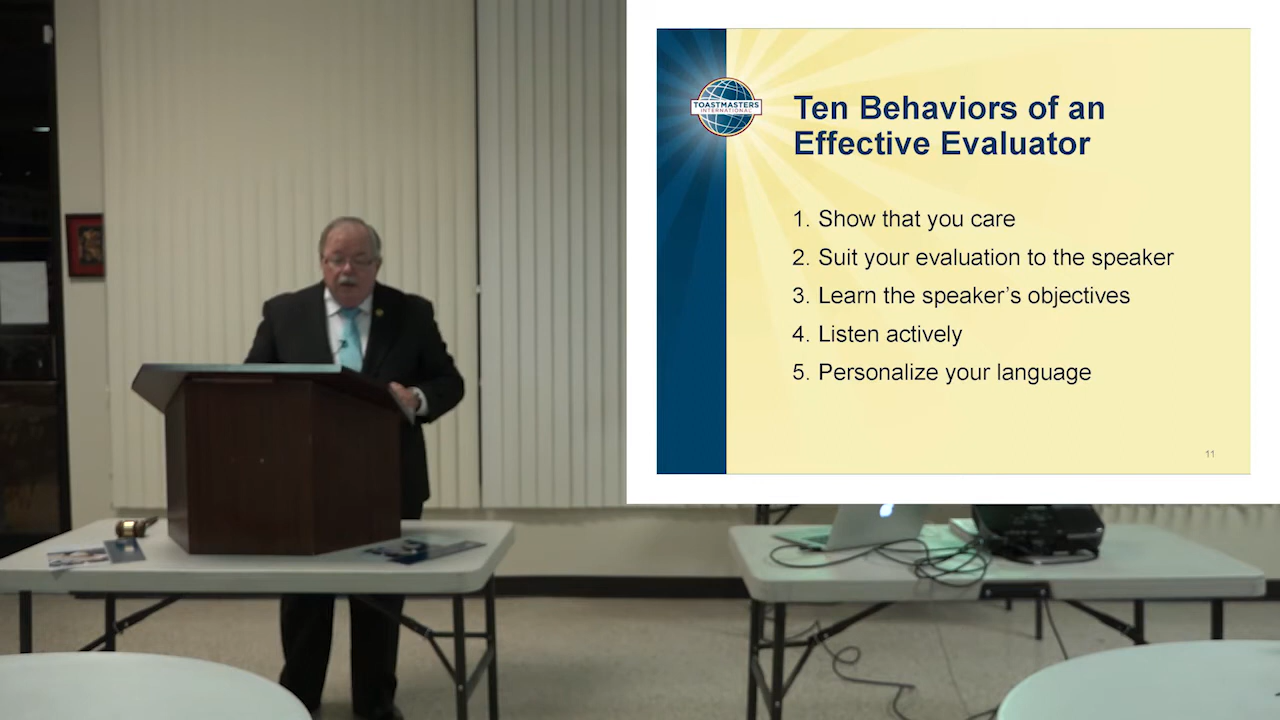 TOASTMASTERS
INTERNATIONAL
Ten Behaviors of an
Effective Evaluator
1. Show that you care
2. Suit your evaluation to the speaker
3. Learn the speaker's objectives
4. Listen actively
5. Personalize your language
11